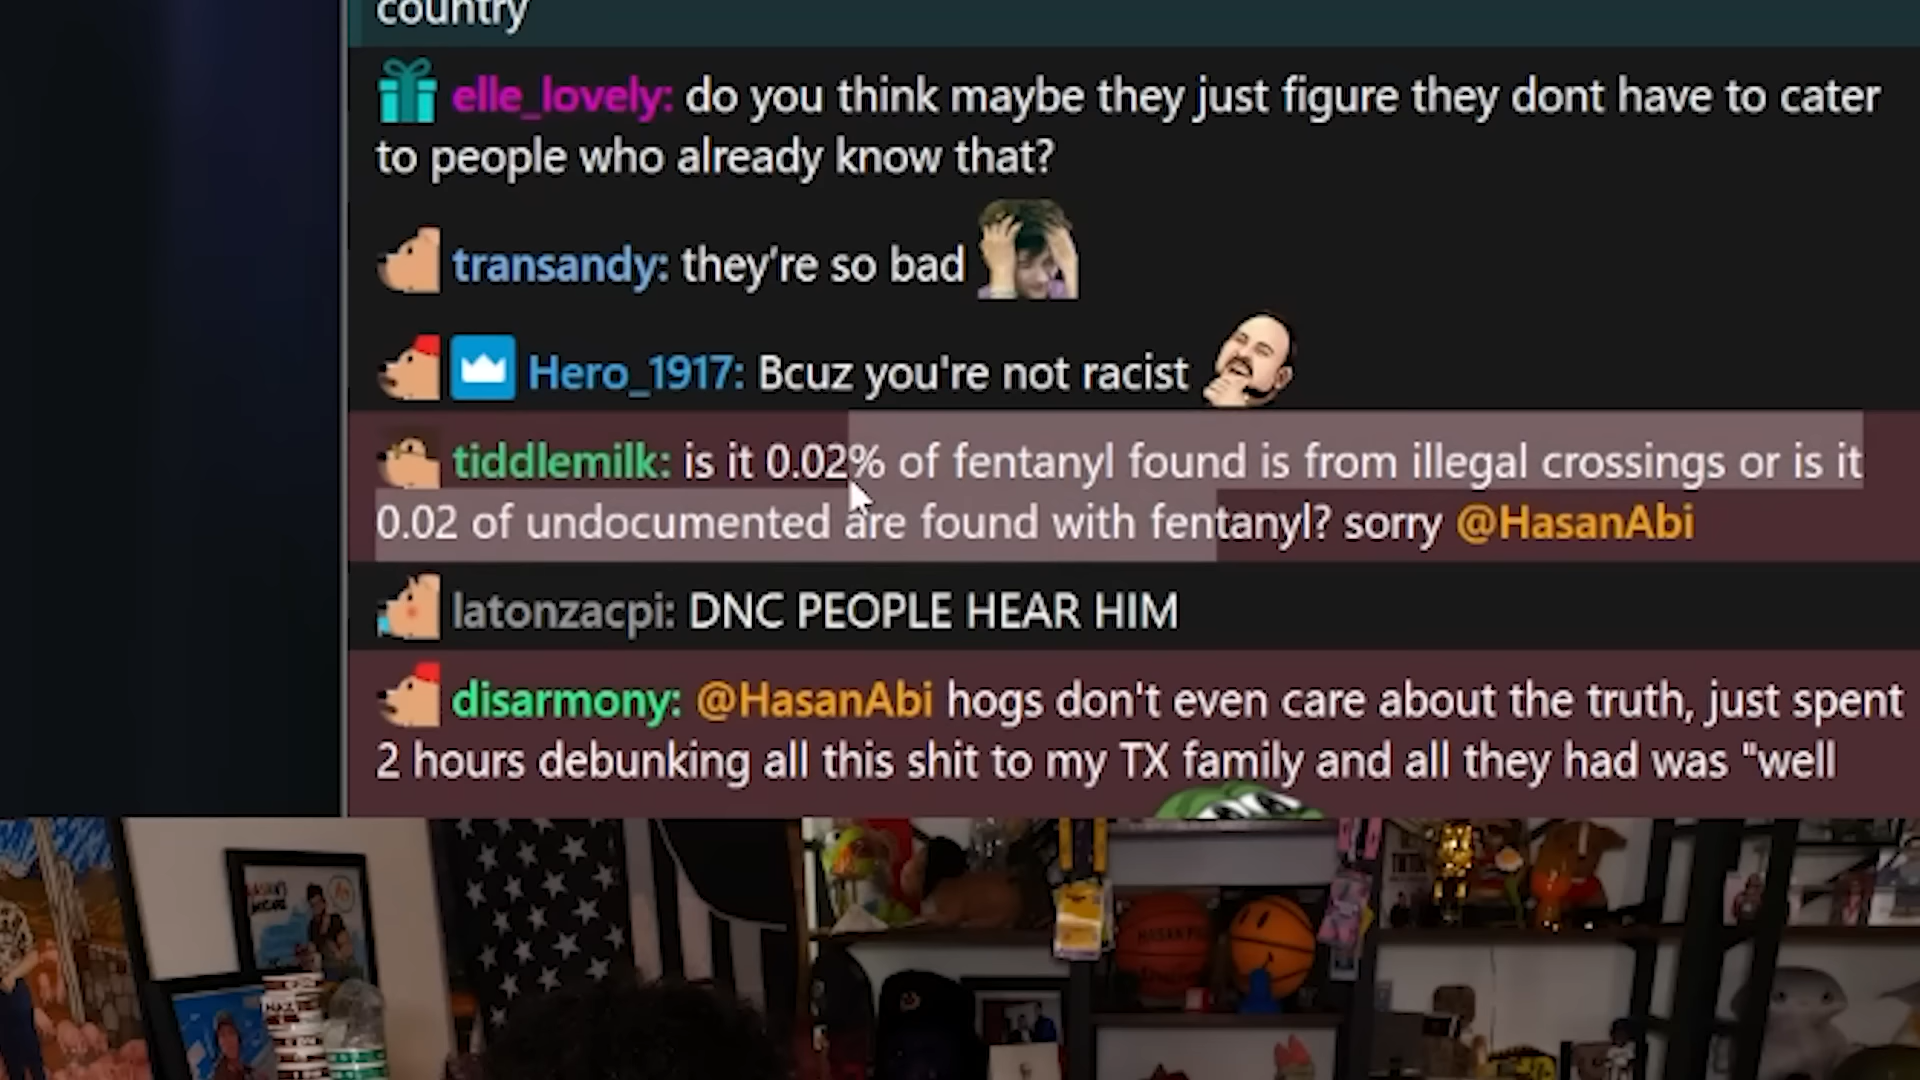 country
elle_lovely: do you think maybe they just figure they dont have to cater
to people who already know that?
transandy: they're so bad
Hero_1917: Bcuz you're not racist
tiddlemilk: is it 0.02% of fentanyl found is from illegal crossings or is it
0.02 of undocumented are found with fentanyl? sorry @HasanAbi
latonzacpi: DNC PEOPLE HEAR HIM
disarmony: @HasanAbi hogs don't even care about the truth, just spent
2 hours debunking all this shit to my TX family and all they had was "well